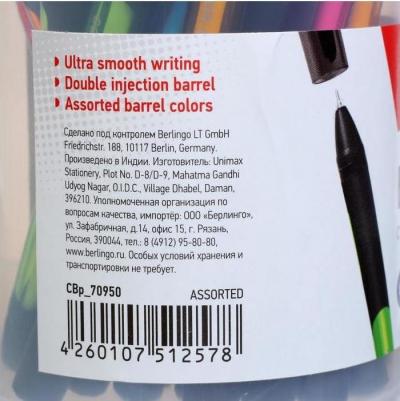 Ultra smooth writing
Double injection barrel
Assorted barrel colors
Сделано под контролем Berlingo LT GmbH
Friedrichstr. 188, 10117 Berlin, Germany.
Произведено в Индии. Изготовитель: Unimax
Stationery, Plot No. D-8/D-9, Mahatma Gandhi
Udyog Nagar, O.I.D.C., Village Dhabel, Daman,
396210. Уполномоченная организация по
вопросам качества, импортёр: ООО «Берлинго»,
ул. Зафабричная, д.14, офис 15, г. Рязань,
Россия, 390044, тел.: 8 (4912) 95-80-80,
www.berlingo.ru. Особых условий хранения и
транспортировки не требует.
CBp_70950 ASSORTED
4 260107 512578